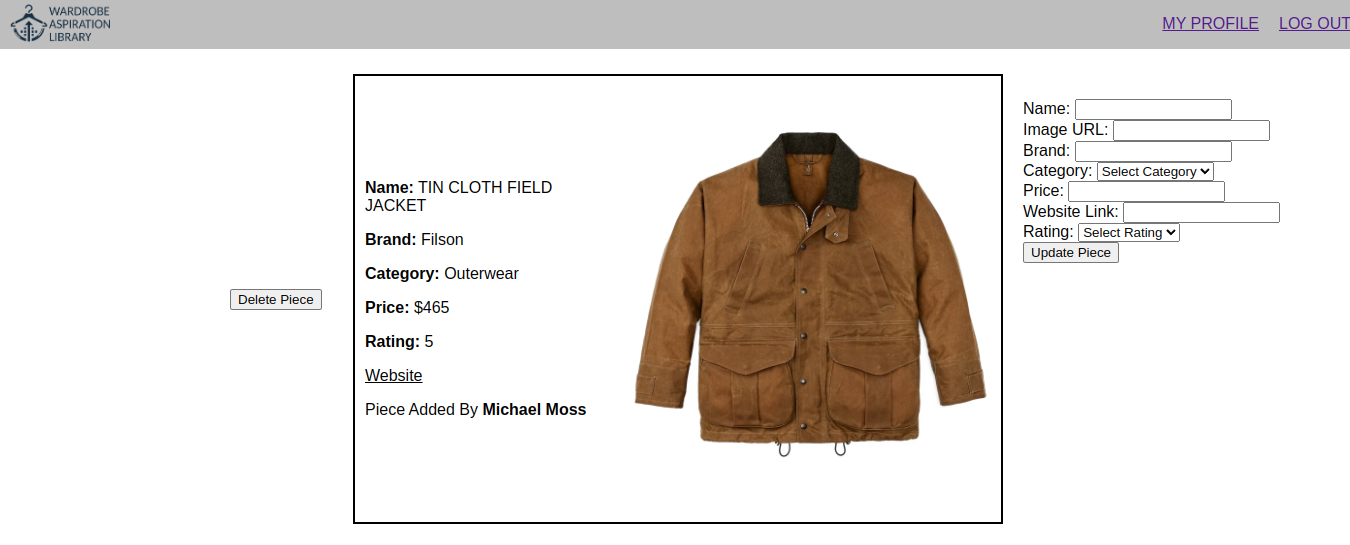 WARDROBE
ASPIRATION
LIBRARY
MY PROFILE LOG OUT
Name: TIN CLOTH FIELD
JACKET
Brand: Filson
Category: Outerwear
Price: $465
Rating: 5
Website
Piece Added By Michael Moss
Delete Piece
Name:
Image URL:
Brand:
Category: Select Category
Price:
Website Link:
Rating: Select Rating
Update Piece